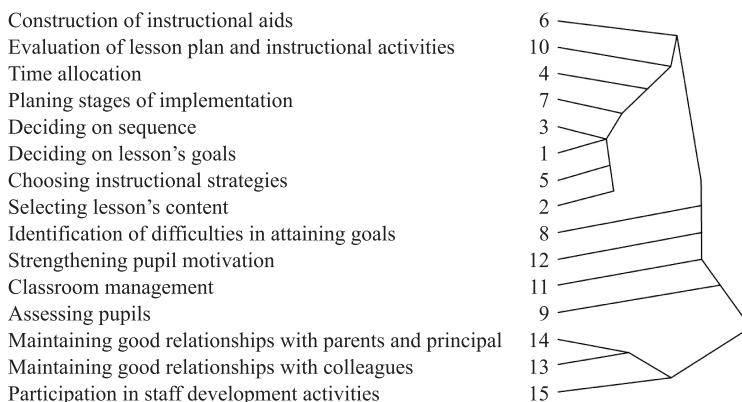 Construction of instructional aids 6
Evaluation of lesson plan and instructional activities 10
Time allocation 4
Planing stages of implementation 7
Deciding on sequence 3
Deciding on lesson's goals 1
Choosing instructional strategies 5
Selecting lesson's content 2
Identification of difficulties in attaining goals 8
Strengthening pupil motivation 12
Classroom management 11
Assessing pupils 9
Maintaining good relationships with parents and principal 14
Maintaining good relationships with colleagues 13
Participation in staff development activities 15